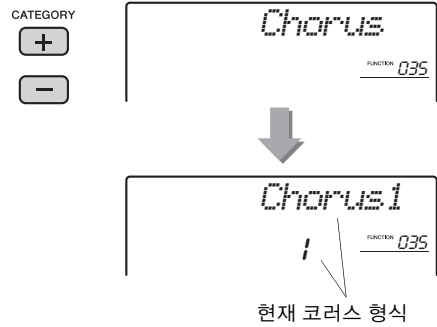 CATEGORY
+
−
Chorus
FUNCTION 035
Chorus1
1
FUNCTION 035
현재 코러스 형식